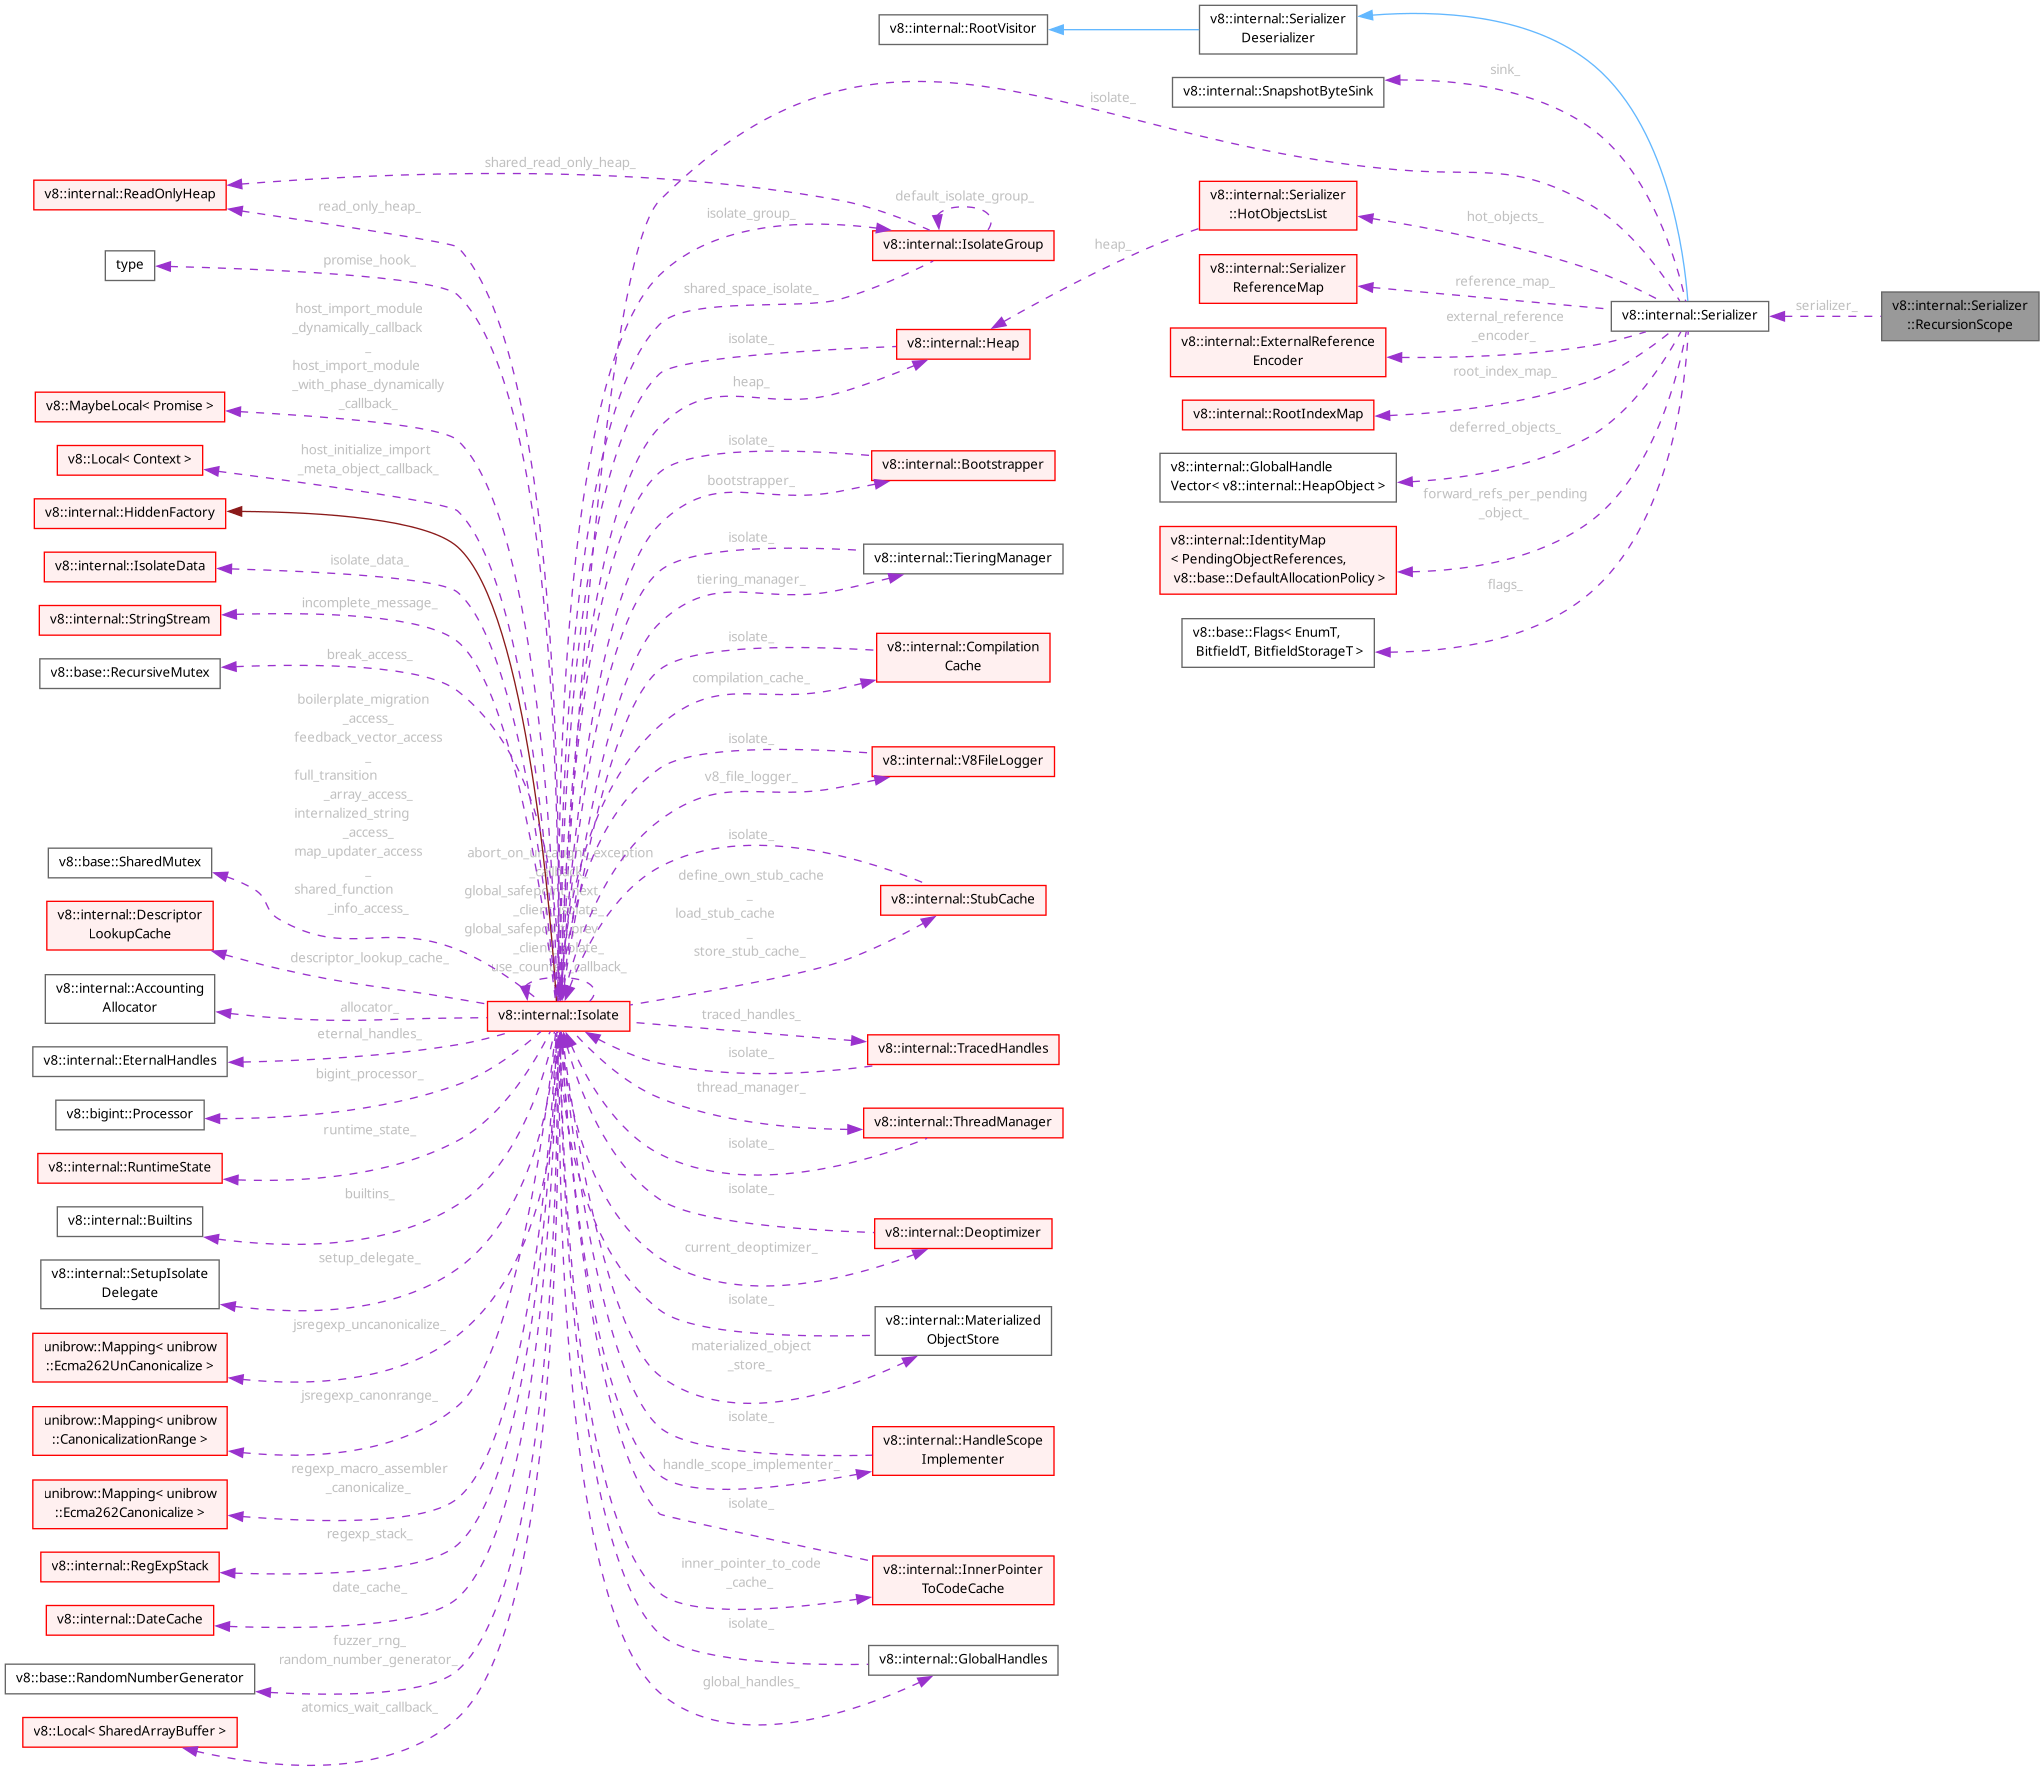 v8::internal::RootVisitor
v8::internal::Serializer
Deserializer
sink_
v8::internal::SnapshotByteSink
isolate_
shared_read_only_heap_
v8::internal::ReadOnlyHeap
read_only_heap_
isolate_group_
default_isolate_group_
v8::internal::IsolateGroup
v8::internal::Serializer
::HotObjectsList
hot_objects_
heap_
type
promise_hook_
shared_space_isolate_
v8::internal::Serializer
ReferenceMap
reference_map_
v8::internal::Serializer
serializer_
v8::internal::Serializer
::RecursionScope
host_import_module
_dynamically_callback
_
host_import_module
_with_phase_dynamically
_callback_
isolate_
v8::internal::Heap
heap_
v8::internal::ExternalReference
Encoder
external_reference
_encoder_
root_index_map_
v8::MaybeLocal< Promise >
v8::internal::RootIndexMap
v8::Local< Context >
host_initialize_import
_meta_object_callback_
isolate_
v8::internal::Bootstrapper
bootstrapper_
deferred_objects_
v8::internal::GlobalHandle
Vector< v8::internal::HeapObject >
v8::internal::HiddenFactory
forward_refs_per_pending
_object_
v8::internal::IsolateData
isolate_data_
isolate_
v8::internal::TieringManager
tiering_manager_
v8::internal::IdentityMap
< PendingObjectReferences,
v8::base::DefaultAllocationPolicy >
flags_
v8::internal::StringStream
incomplete_message_
v8::base::RecursiveMutex
break_access_
isolate_
v8::internal::Compilation
Cache
compilation_cache_
v8::base::Flags< EnumT,
BitfieldT, BitfieldStorageT >
boilerplate_migration
_access_
feedback_vector_access
_
full_transition
_array_access_
internalized_string
_access_
map_updater_access
_
shared_function
_info_access_
isolate_
v8::internal::V8FileLogger
v8_file_logger_
v8::base::SharedMutex
abort_on_uncaught_exception
_callback_
global_safepoint_next
_client_isolate_
global_safepoint_prev
_client_isolate_
use_counter_callback_
isolate_
define_own_stub_cache
_
load_stub_cache
_
store_stub_cache_
v8::internal::StubCache
v8::internal::Descriptor
LookupCache
descriptor_lookup_cache_
v8::internal::Accounting
Allocator
allocator_
v8::internal::Isolate
traced_handles_
v8::internal::TracedHandles
isolate_
v8::internal::EternalHandles
eternal_handles_
v8::bigint::Processor
bigint_processor_
thread_manager_
v8::internal::ThreadManager
isolate_
v8::internal::RuntimeState
runtime_state_
v8::internal::Builtins
builtins_
isolate_
v8::internal::Deoptimizer
current_deoptimizer_
v8::internal::SetupIsolate
Delegate
setup_delegate_
isolate_
v8::internal::Materialized
ObjectStore
materialized_object
_store_
unibrow::Mapping< unibrow
::Ecma262UnCanonicalize >
jsregexp_uncanonicalize_
unibrow::Mapping< unibrow
::CanonicalizationRange >
jsregexp_canonrange_
isolate_
v8::internal::HandleScope
Implementer
handle_scope_implementer_
unibrow::Mapping< unibrow
::Ecma262Canonicalize >
regexp_macro_assembler
_canonicalize_
isolate_
v8::internal::RegExpStack
regexp_stack_
v8::internal::InnerPointer
ToCodeCache
inner_pointer_to_code
_cache_
v8::internal::DateCache
date_cache_
isolate_
v8::internal::GlobalHandles
global_handles_
v8::base::RandomNumberGenerator
fuzzer_rng_
random_number_generator_
v8::Local< SharedArrayBuffer >
atomics_wait_callback_